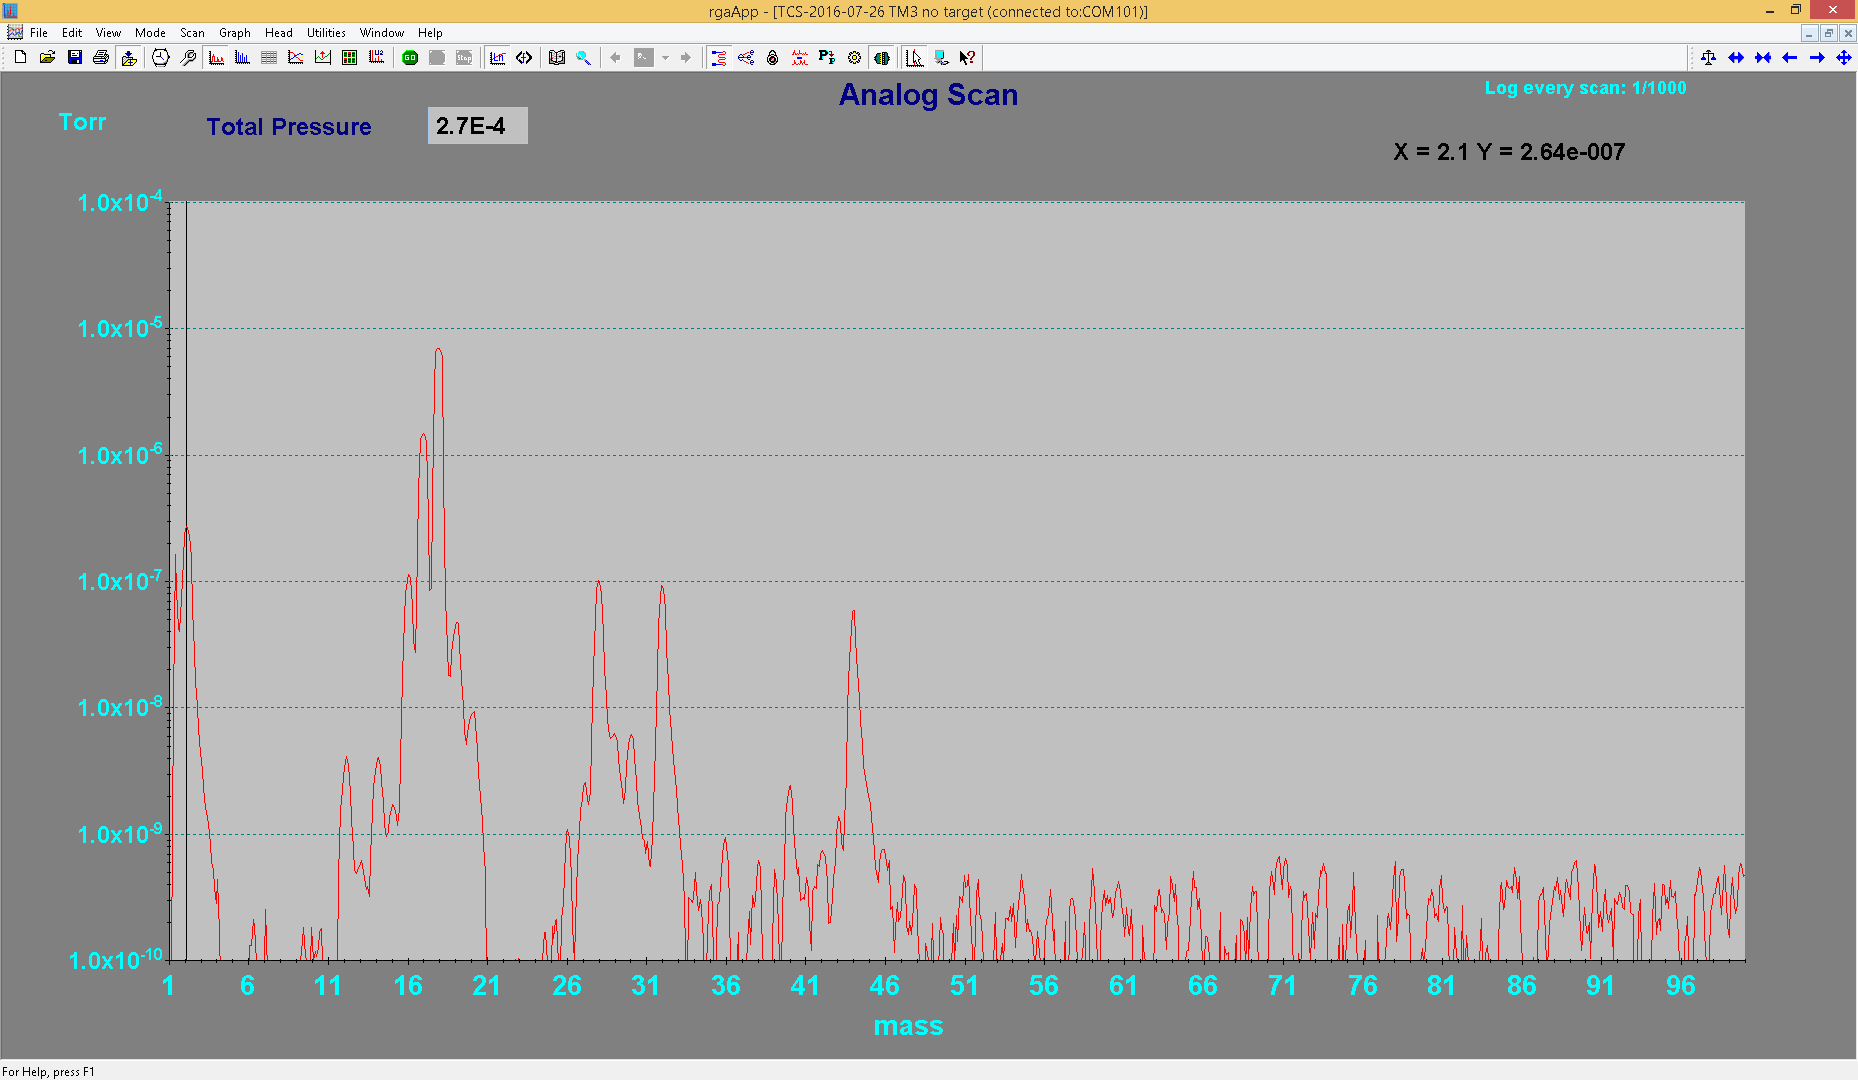 rgaApp - [TCS-2016-07-26 TM3 no target (connected to:COM101)]
File Edit View Mode Scan Graph Head Utilities Window Help
GO Stop
Analog Scan
Log every scan: 1/1000
Torr
Total Pressure 2.7E-4
X = 2.1 Y = 2.64e-007
1.0x10-4
1.0x10-5
1.0x10-6
1.0x10-7
1.0x10-8
1.0x10-9
1.0x10-10
1 6 11 16 21 26 31 36 41 46 51 56 61 66 71 76 81 86 91 96
mass
For Help, press F1